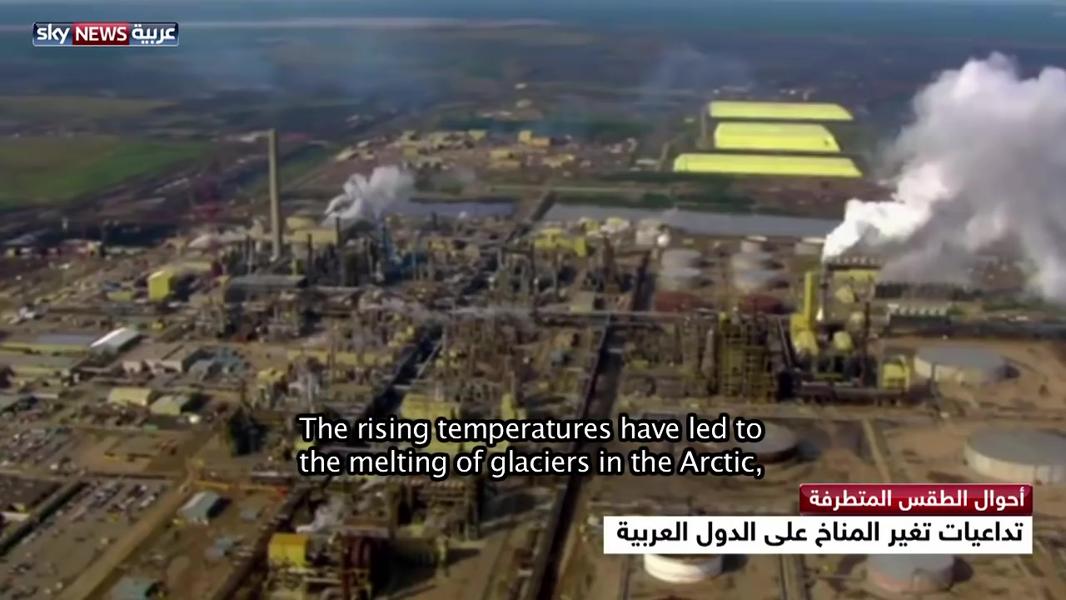 sky NEWS عربية
The rising temperatures have led to
the melting of glaciers in the Arctic,
أحوال الطقس المتطرفة
تداعيات تغير المناخ على الدول العربية